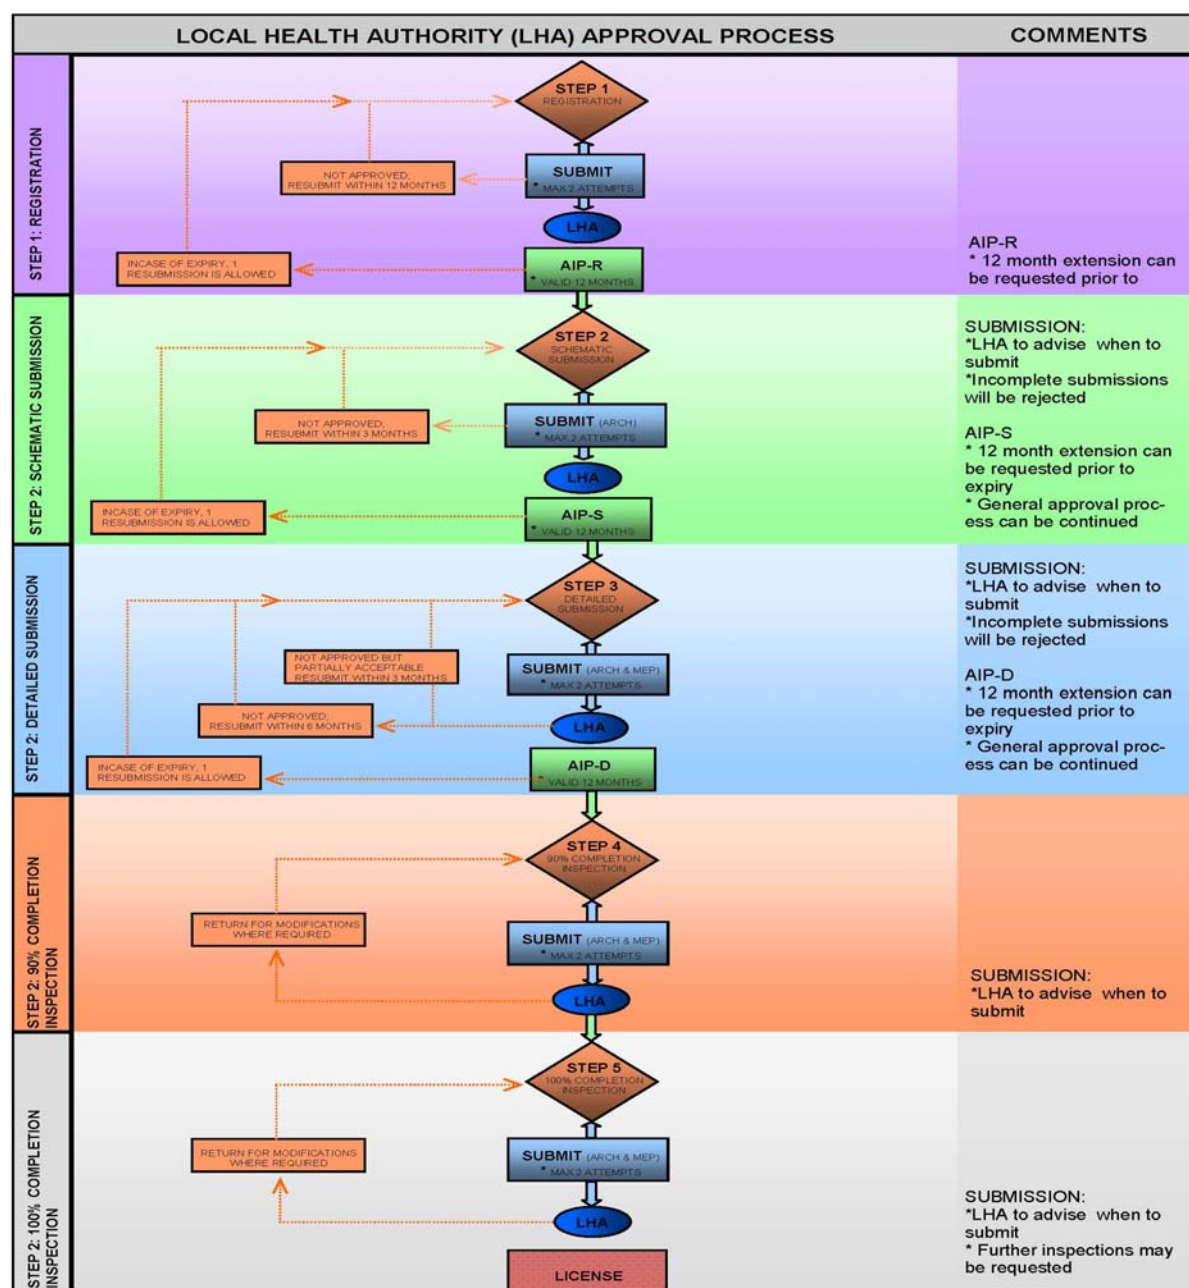 LOCAL HEALTH AUTHORITY (LHA) APPROVAL PROCESS
COMMENTS
STEP 1: REGISTRATION
STEP 1
REGISTRATION
NOT APPROVED;
RESUBMIT WITHIN 12 MONTHS
SUBMIT
* MAX 2 ATTEMPTS
LHA
INCASE OF EXPIRY, 1
RESUBMISSION IS ALLOWED
AIP-R
* VALID 12 MONTHS
AIP-R
* 12 month extension can
be requested prior to
STEP 2: SCHEMATIC SUBMISSION
STEP 2
SCHEMATIC
SUBMISSION
NOT APPROVED;
RESUBMIT WITHIN 3 MONTHS
SUBMIT (ARCH)
* MAX 2 ATTEMPTS
LHA
INCASE OF EXPIRY, 1
RESUBMISSION IS ALLOWED
AIP-S
* VALID 12 MONTHS
SUBMISSION:
*LHA to advise when to
submit
*Incomplete submissions
will be rejected
AIP-S
* 12 month extension can
be requested prior to
expiry
* General approval proc-
ess can be continued
STEP 2: DETAILED SUBMISSION
STEP 3
DETAILED
SUBMISSION
NOT APPROVED BUT
PARTIALLY ACCEPTABLE
RESUBMIT WITHIN 3 MONTHS
SUBMIT (ARCH & MEP)
* MAX 2 ATTEMPTS
NOT APPROVED;
RESUBMIT WITHIN 6 MONTHS
LHA
INCASE OF EXPIRY, 1
RESUBMISSION IS ALLOWED
AIP-D
* VALID 12 MONTHS
SUBMISSION:
*LHA to advise when to
submit
*Incomplete submissions
will be rejected
AIP-D
* 12 month extension can
be requested prior to
expiry
* General approval proc-
ess can be continued
STEP 2: 90% COMPLETION
INSPECTION
STEP 4
90% COMPLETION
INSPECTION
RETURN FOR MODIFICATIONS
WHERE REQUIRED
SUBMIT (ARCH & MEP)
* MAX 2 ATTEMPTS
LHA
SUBMISSION:
*LHA to advise when to
submit
STEP 2: 100% COMPLETION
INSPECTION
STEP 5
100% COMPLETION
INSPECTION
RETURN FOR MODIFICATIONS
WHERE REQUIRED
SUBMIT (ARCH & MEP)
* MAX 2 ATTEMPTS
LHA
LICENSE
SUBMISSION:
*LHA to advise when to
submit
* Further inspections may
be requested